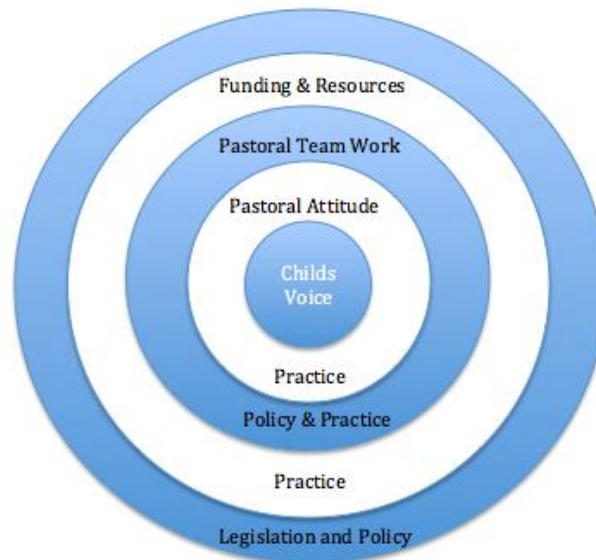 Funding & Resources
Pastoral Team Work
Pastoral Attitude
Childs
Voice
Practice
Policy & Practice
Practice
Legislation and Policy